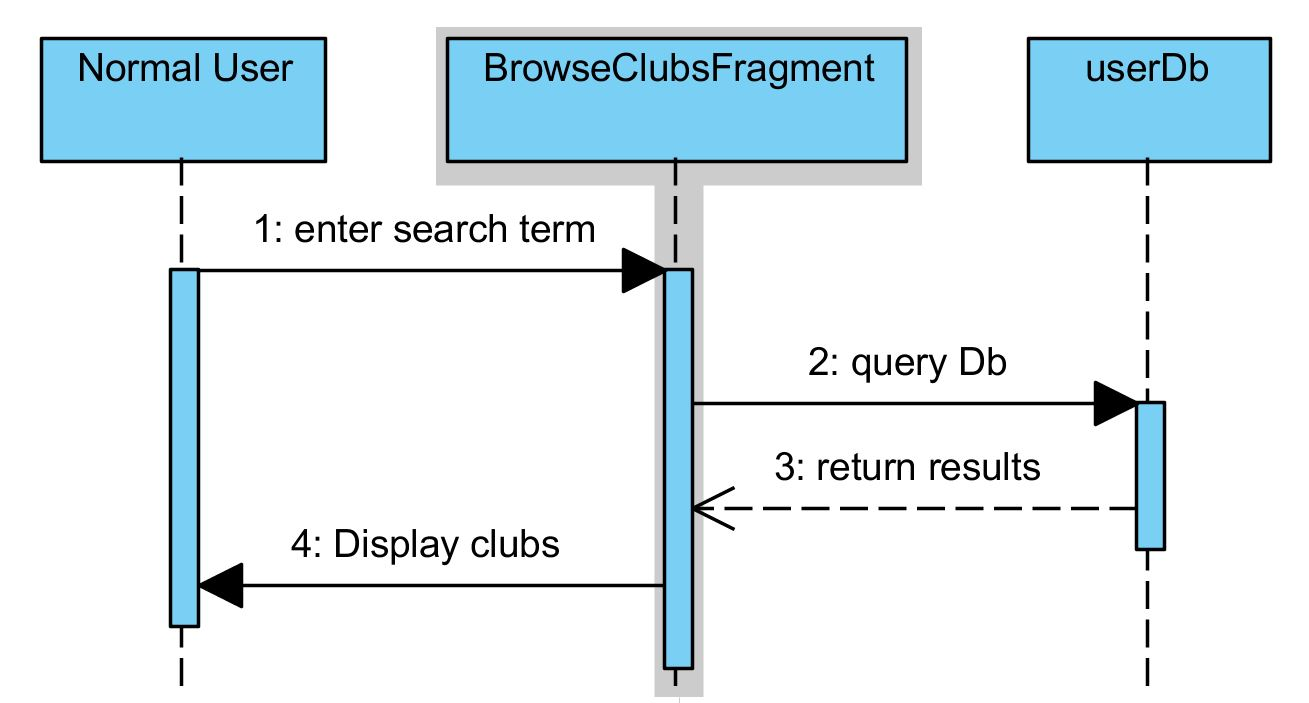 Normal User
BrowseClubsFragment
userDb
1: enter search term
2: query Db
3: return results
4: Display clubs